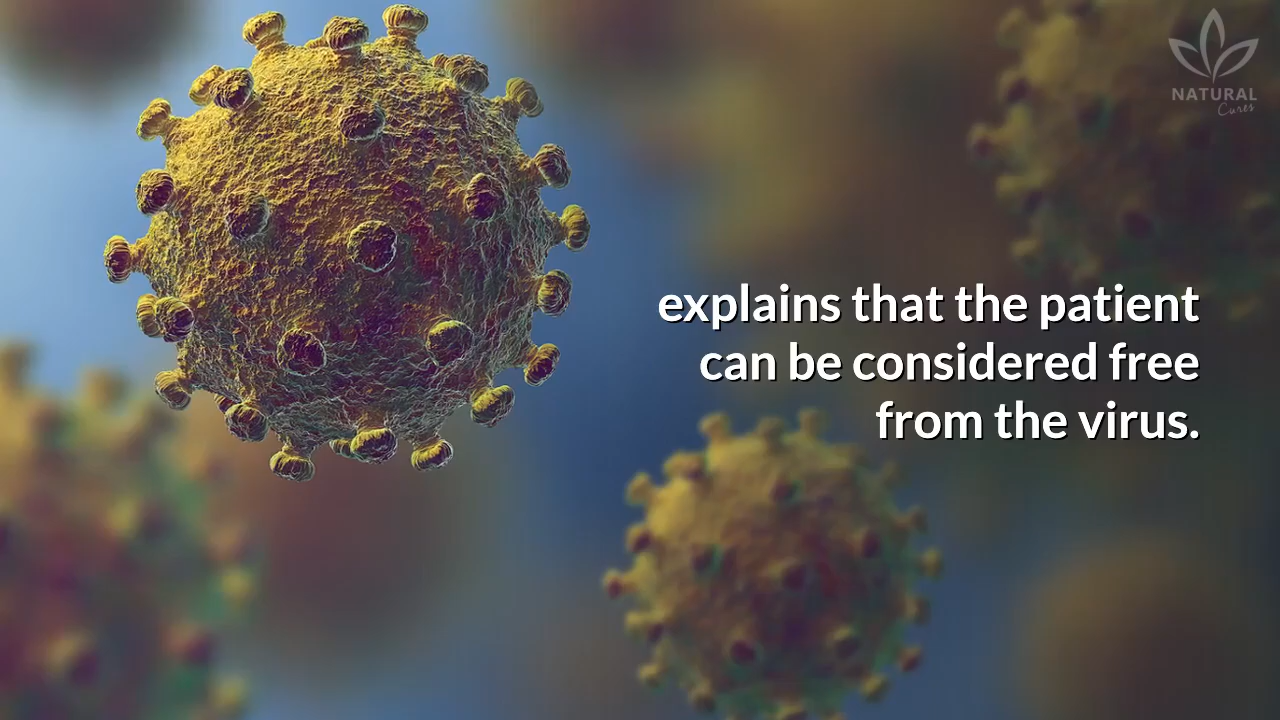 NATURAL
Cures
explains that the patient
can be considered free
from the virus.